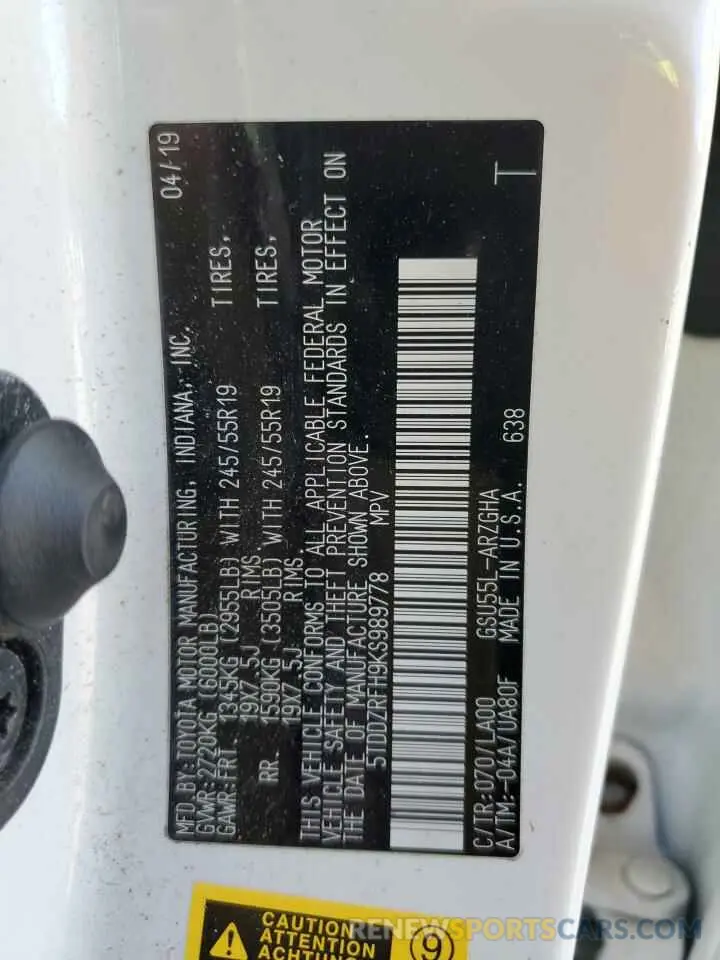 MFD.BY:TOYOTA MOTOR MANUFACTURING, INDIANA, INC. 04/19
GVWR:2720KG (6000LB)
GAWR:FRT. 1345KG (2955LB) WITH 245/55R19 TIRES,
19X7.5J RIMS.
RR. 1590KG (3505LB) WITH 245/55R19 TIRES,
19X7.5J RIMS.
THIS VEHICLE CONFORMS TO ALL APPLICABLE FEDERAL MOTOR
VEHICLE SAFETY AND THEFT PREVENTION STANDARDS IN EFFECT ON
THE DATE OF MANUFACTURE SHOWN ABOVE.
5TDDZRFH9KS989778 MPV
C/TR:070/LA00 GSU55L-ARZGHA
A/TM:-04A/UA80F MADE IN U.S.A. 638
T
CAUTION
ATTENTION
ACHTUNG
9
RENEWSPORTSCARS.COM